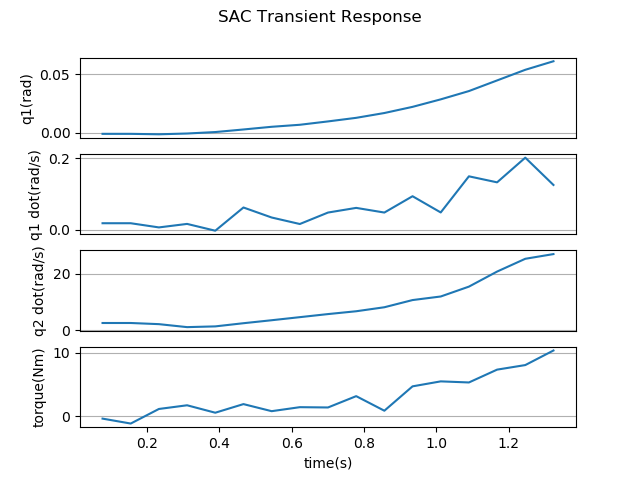 SAC Transient Response
q1(rad)
0.05
0.00
q1 dot(rad/s)
0.2
0.0
q2 dot(rad/s)
20
0
torque(Nm)
10
0
0.2 0.4 0.6 0.8 1.0 1.2
time(s)